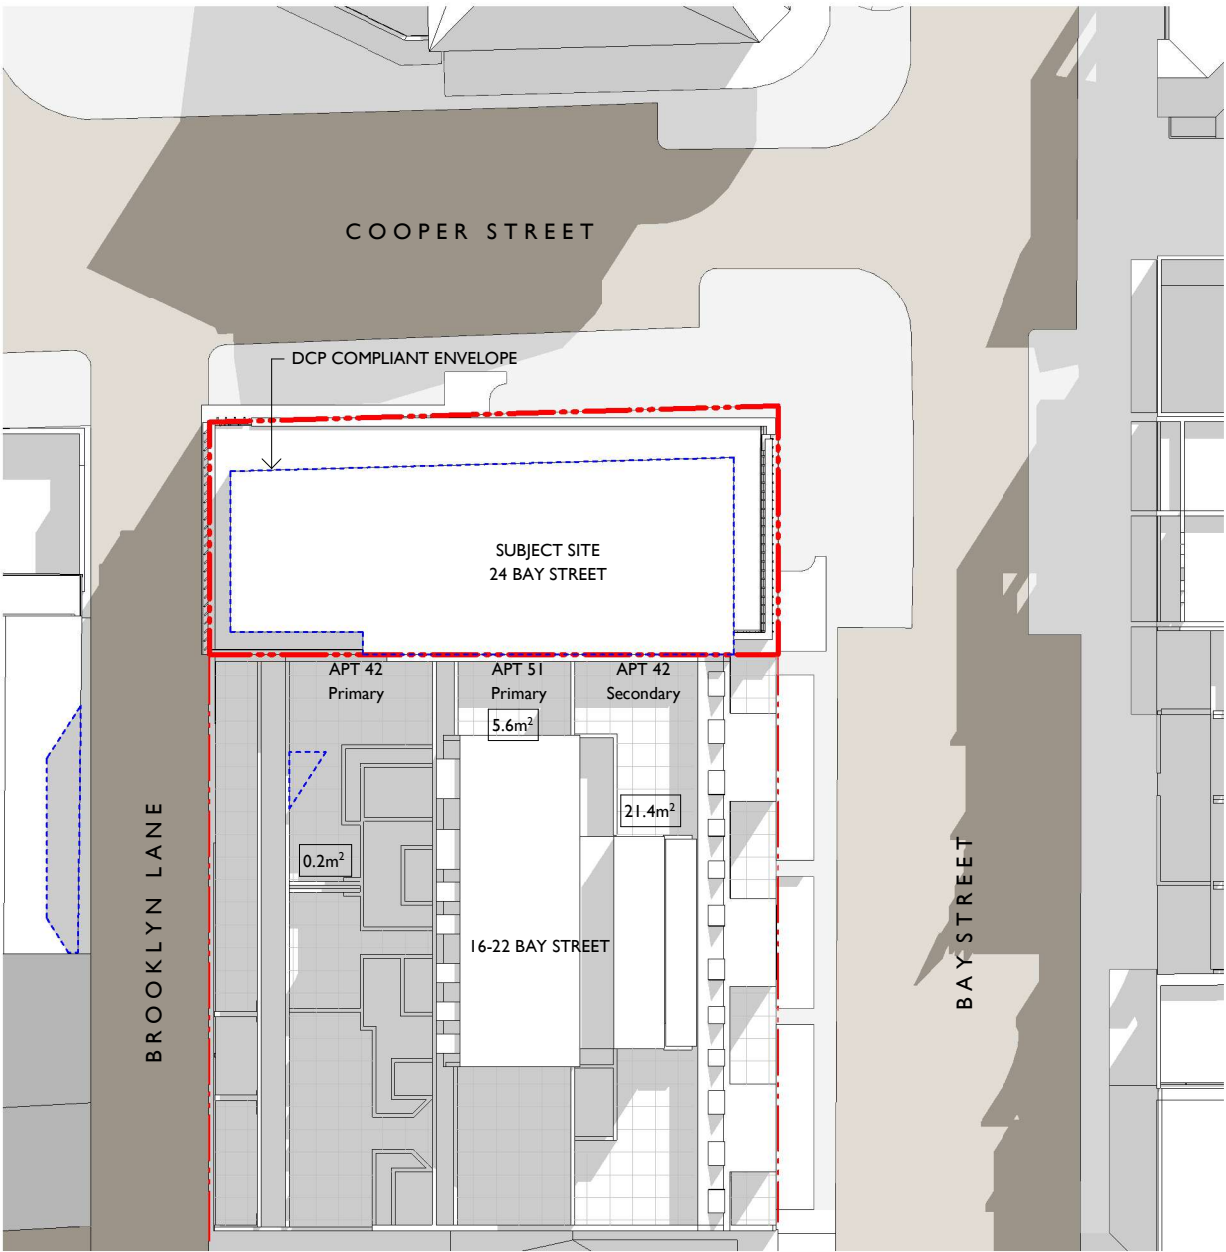 COOPER STREET
DCP COMPLIANT ENVELOPE
SUBJECT SITE
24 BAY STREET
APT 42
Primary
APT 51
Primary
APT 42
Secondary
5.6m²
21.4m²
0.2m²
16-22 BAY STREET
BROOKLYN LANE
BAY STREET